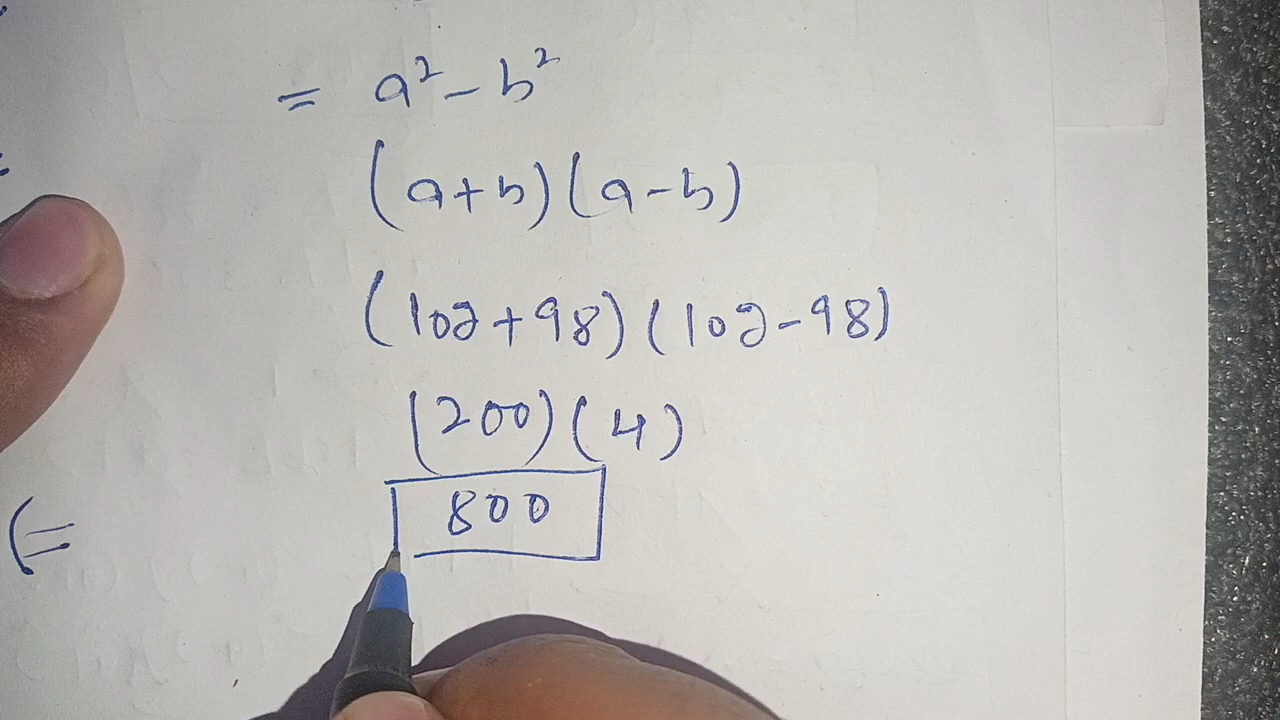 = a² - b²
(a+b)(a-b)
(102+98)(102-98)
(200)(4)
800
(=